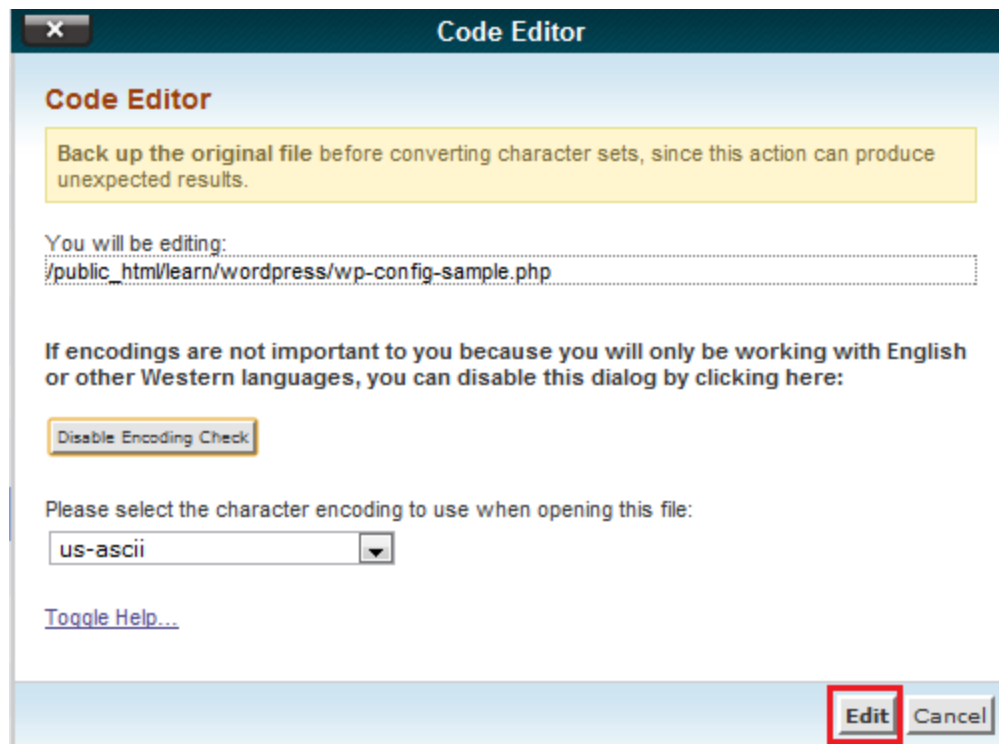 Code Editor
Code Editor
Back up the original file before converting character sets, since this action can produce
unexpected results.
You will be editing:
/public_html/learn/wordpress/wp-config-sample.php
If encodings are not important to you because you will only be working with English
or other Western languages, you can disable this dialog by clicking here:
Disable Encoding Check
Please select the character encoding to use when opening this file:
us-ascii
Toggle Help...
Edit Cancel